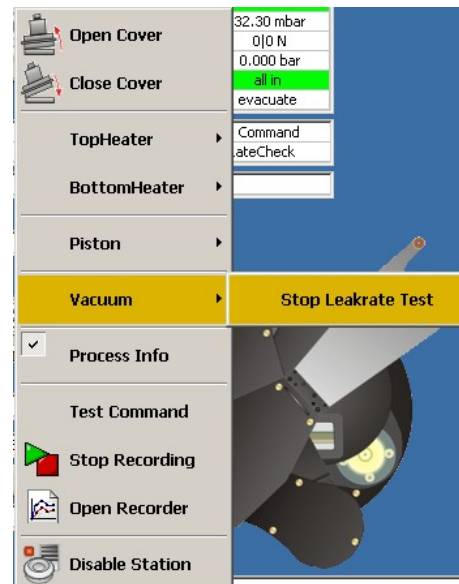 Open Cover
32.30 mbar
0|0 N
0.000 bar
Close Cover
all in
evacuate
TopHeater
Command
BottomHeater
Piston
Vacuum
Stop Leakrate Test
Process Info
Test Command
Stop Recording
Open Recorder
Disable Station